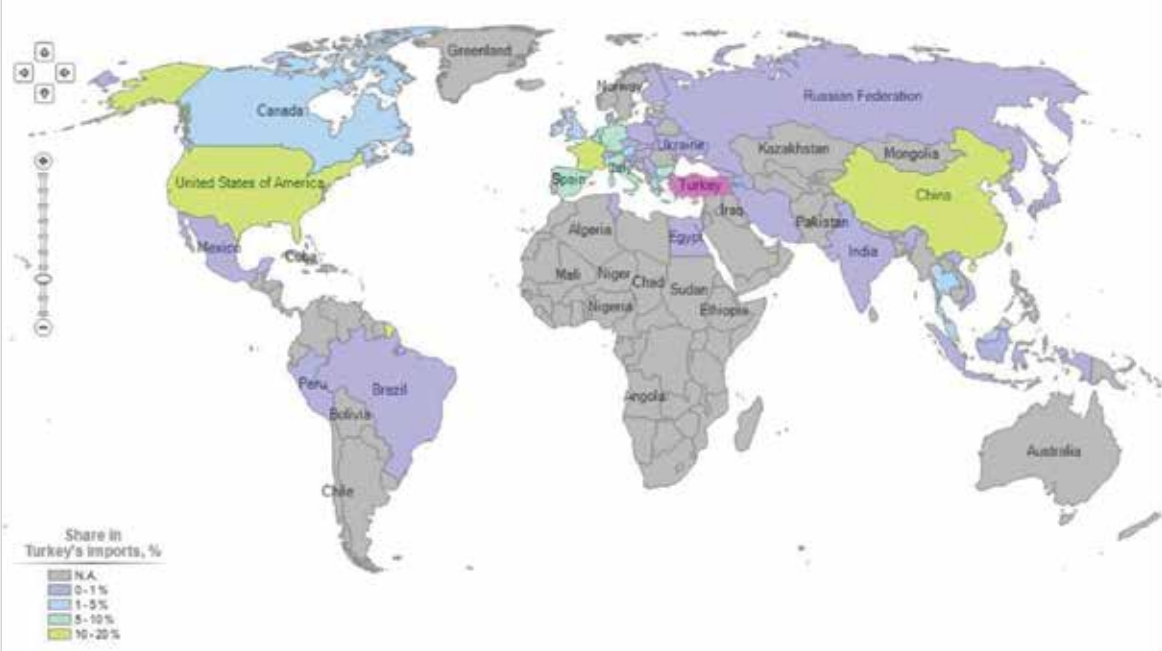 Greenland
Norway
Russian Federation
Canada
Ukraine
Kazakhstan
Mongolia
Spain
Italy
Turkey
United States of America
China
Iraq
Pakistan
Algeria
Egypt
India
Mexico
Cuba
Mali
Niger
Chad
Sudan
Nigeria
Ethiopia
Peru
Brazil
Angola
Bolivia
Australia
Chile
Share in
Turkey's imports, %
N.A.
0-1%
1-5%
5-10%
10-20%